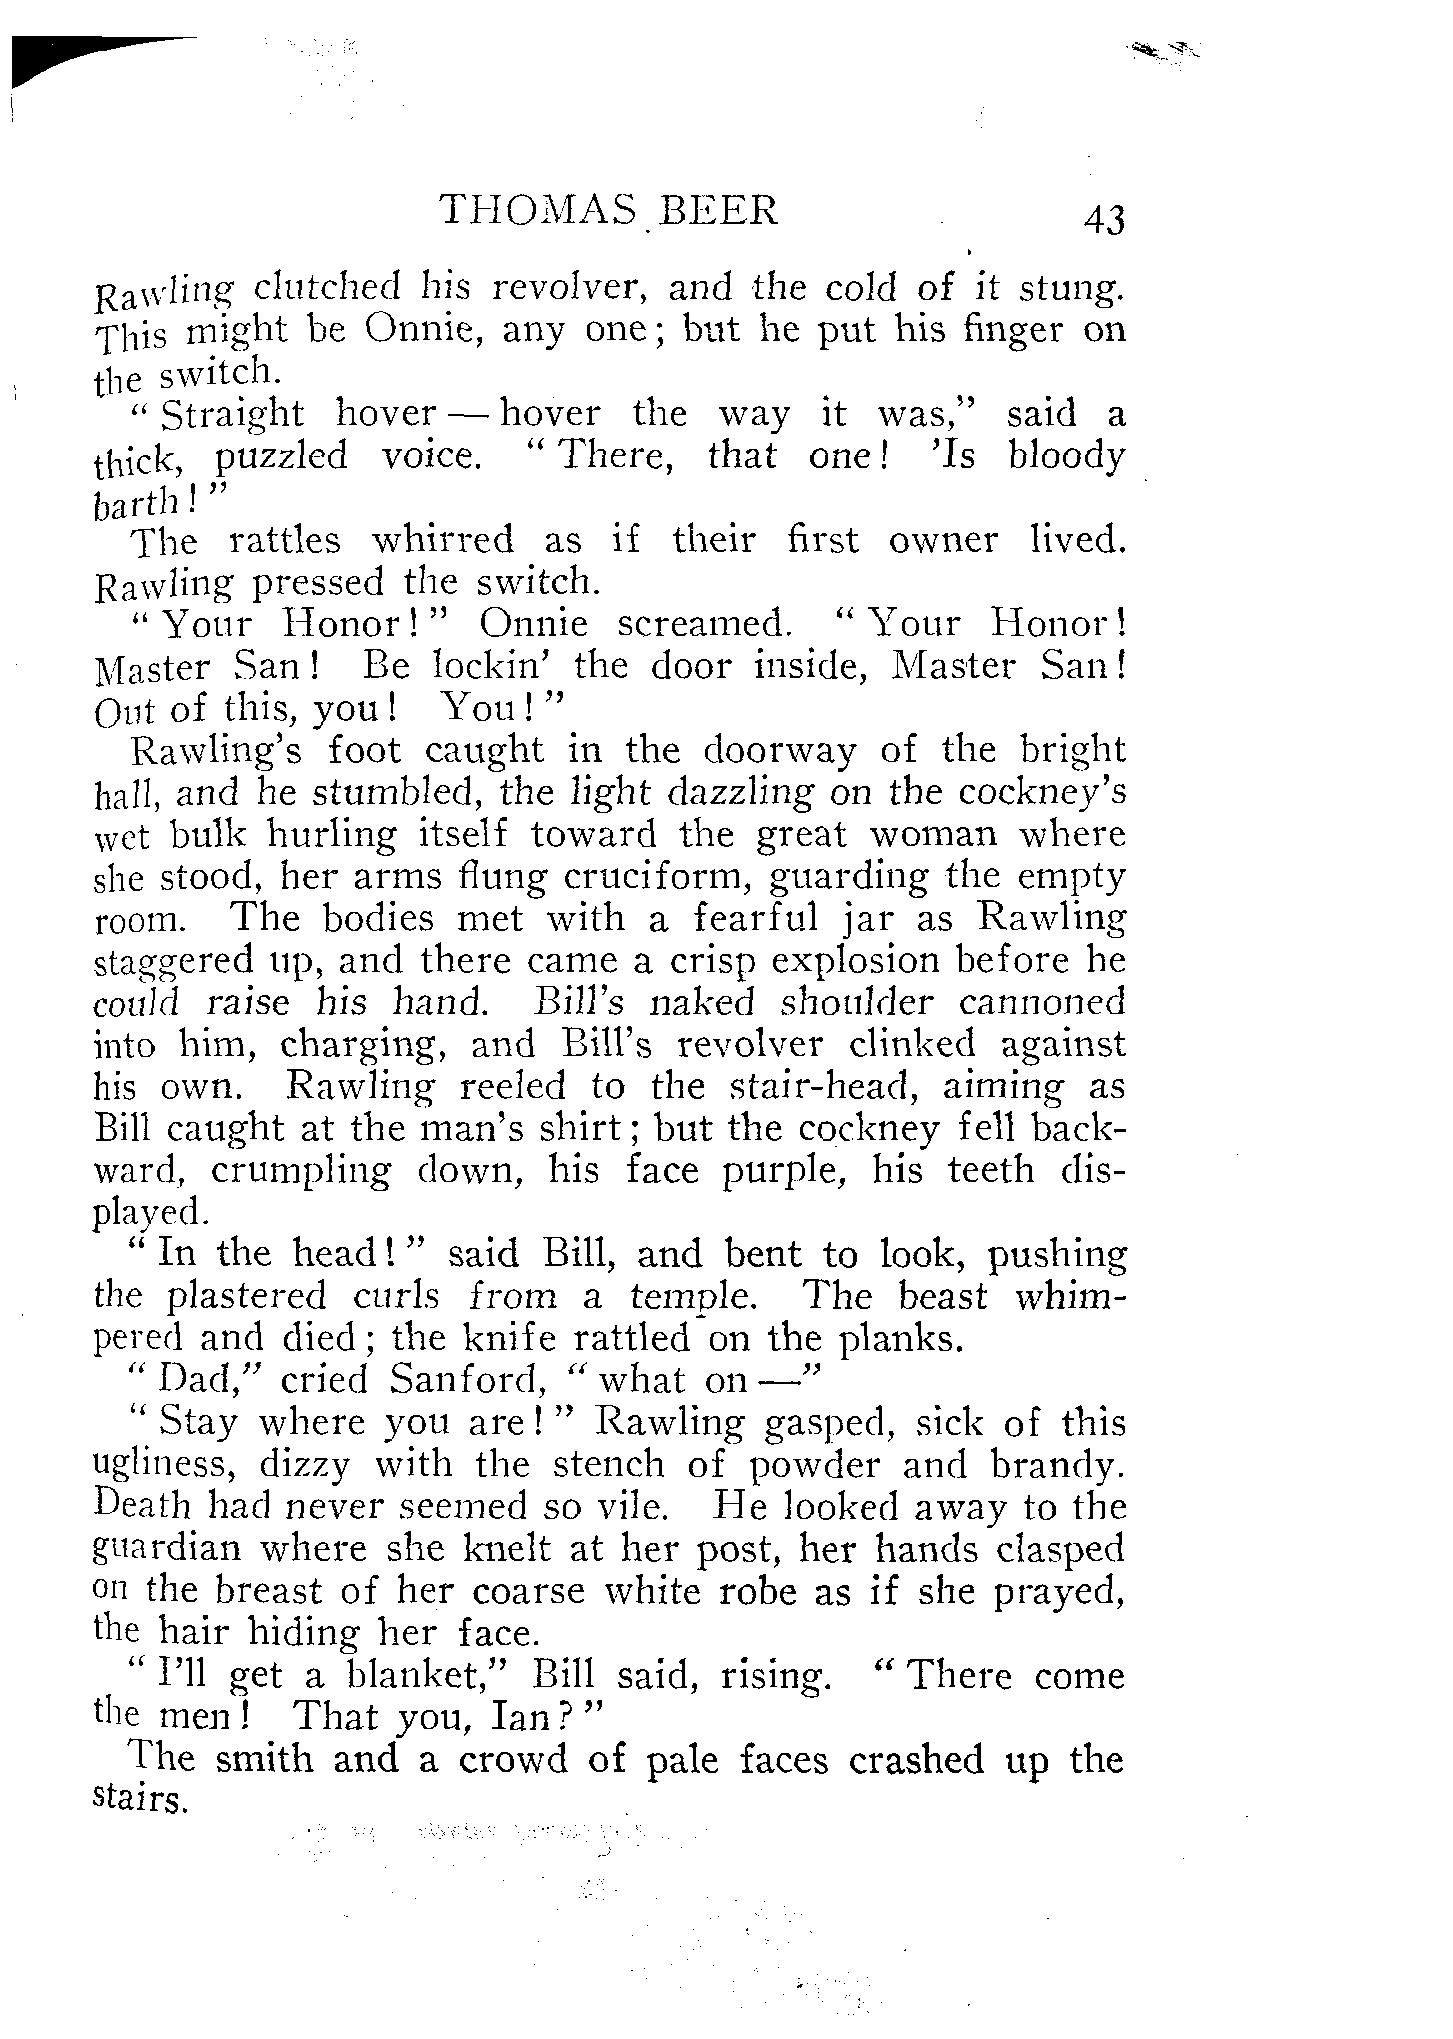 THOMAS BEER 43
Rawling clutched his revolver, and the cold of it stung.
This might be Onnie, any one; but he put his finger on
the switch.
“Straight hover — hover the way it was,” said a
thick, puzzled voice. “There, that one! ’Is bloody
barth!”
The rattles whirred as if their first owner lived.
Rawling pressed the switch.
“Your Honor!” Onnie screamed. “Your Honor!
Master San! Be lockin’ the door inside, Master San!
Out of this, you! You!”
Rawling’s foot caught in the doorway of the bright
hall, and he stumbled, the light dazzling on the cockney’s
wet bulk hurling itself toward the great woman where
she stood, her arms flung cruciform, guarding the empty
room. The bodies met with a fearful jar as Rawling
staggered up, and there came a crisp explosion before he
could raise his hand. Bill’s naked shoulder cannoned
into him, charging, and Bill’s revolver clinked against
his own. Rawling reeled to the stair-head, aiming as
Bill caught at the man’s shirt; but the cockney fell back-
ward, crumpling down, his face purple, his teeth dis-
played.
“In the head!” said Bill, and bent to look, pushing
the plastered curls from a temple. The beast whim-
pered and died; the knife rattled on the planks.
“Dad,” cried Sanford, “what on —”
“Stay where you are!” Rawling gasped, sick of this
ugliness, dizzy with the stench of powder and brandy.
Death had never seemed so vile. He looked away to the
guardian where she knelt at her post, her hands clasped
on the breast of her coarse white robe as if she prayed,
the hair hiding her face.
“I’ll get a blanket,” Bill said, rising. “There come
the men! That you, Ian?”
The smith and a crowd of pale faces crashed up the
stairs.